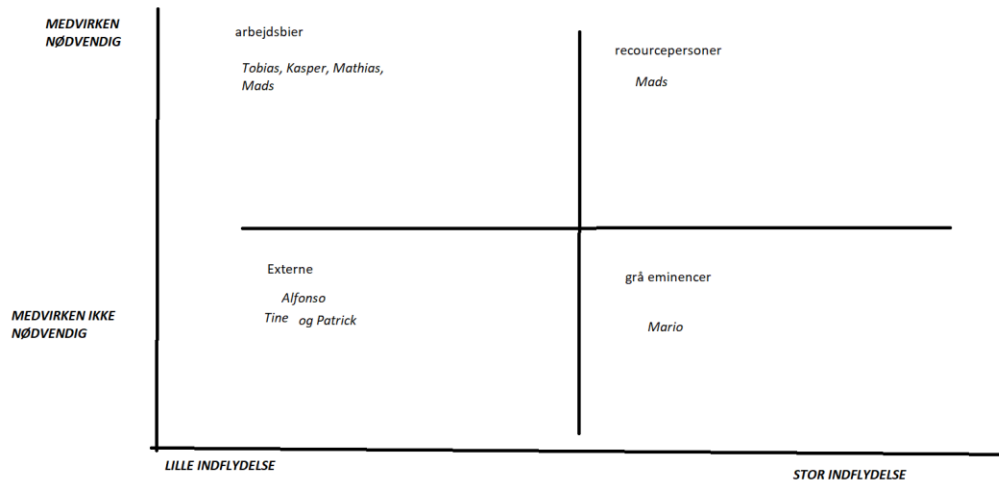 MEDVIRKEN
NØDVENDIG
arbejdsbier
Tobias, Kasper, Mathias,
Mads
recourcepersoner
Mads
Externe
Alfonso
Tine og Patrick
grå eminencer
Mario
MEDVIRKEN IKKE
NØDVENDIG
LILLE INDFLYDELSE
STOR INDFLYDELSE